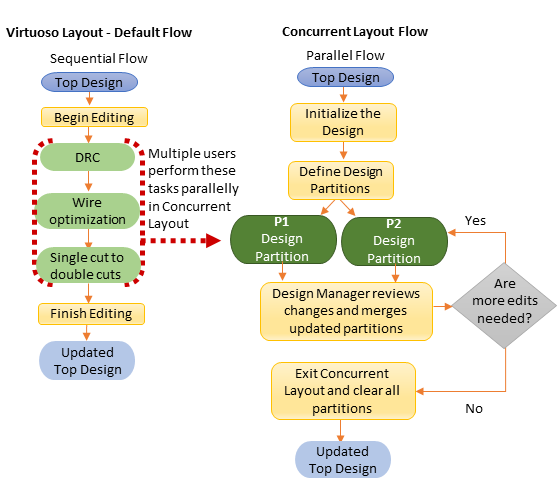 Virtuoso Layout - Default Flow
Sequential Flow
Top Design
Begin Editing
DRC
Wire
optimization
Single cut to
double cuts
Finish Editing
Updated
Top Design
Multiple users
perform these
tasks parallelly
in Concurrent
Layout
Concurrent Layout Flow
Parallel Flow
Top Design
Initialize the
Design
Define Design
Partitions
P1
Design
Partition
P2
Design
Partition
Design Manager reviews
changes and merges
updated partitions
Are
more edits
needed?
Yes
No
Exit Concurrent
Layout and clear all
partitions
Updated
Top Design